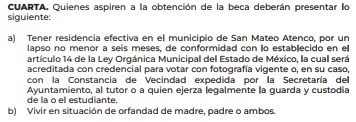 CUARTA. Quienes aspiren a la obtención de la beca deberán presentar lo
siguiente:
a) Tener residencia efectiva en el municipio de San Mateo Atenco, por un
lapso no menor a seis meses, de conformidad con lo establecido en el
artículo 14 de la Ley Orgánica Municipal del Estado de México, la cual será
acreditada con credencial para votar con fotografía vigente o, en su caso,
con la Constancia de Vecindad expedida por la Secretaría del
Ayuntamiento, al tutor o a quien ejerza legalmente la guarda y custodia
de la o el estudiante.
b) Vivir en situación de orfandad de madre, padre o ambos.